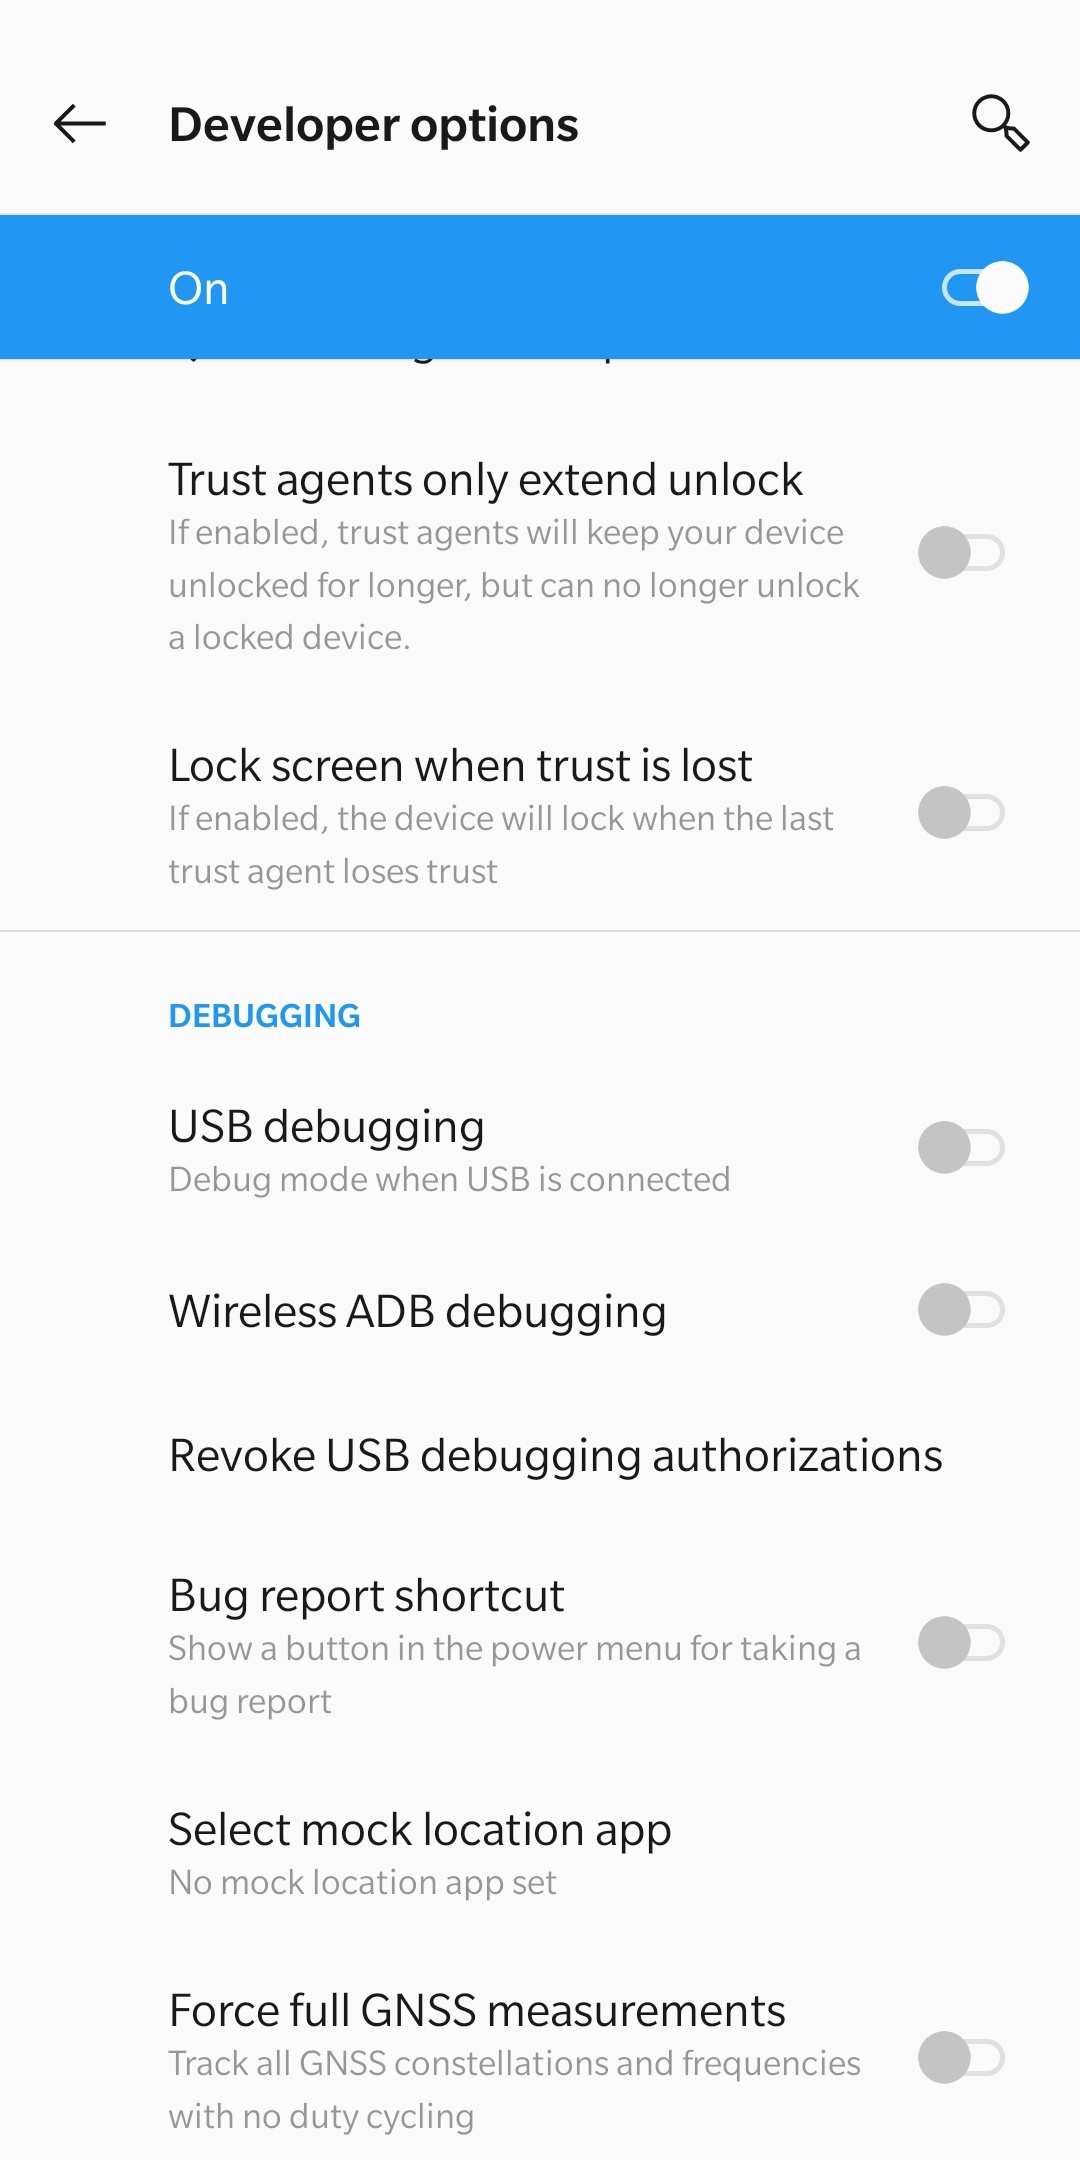 Developer options
On
Trust agents only extend unlock
If enabled, trust agents will keep your device
unlocked for longer, but can no longer unlock
a locked device.
Lock screen when trust is lost
If enabled, the device will lock when the last
trust agent loses trust
DEBUGGING
USB debugging
Debug mode when USB is connected
Wireless ADB debugging
Revoke USB debugging authorizations
Bug report shortcut
Show a button in the power menu for taking a
bug report
Select mock location app
No mock location app set
Force full GNSS measurements
Track all GNSS constellations and frequencies
with no duty cycling